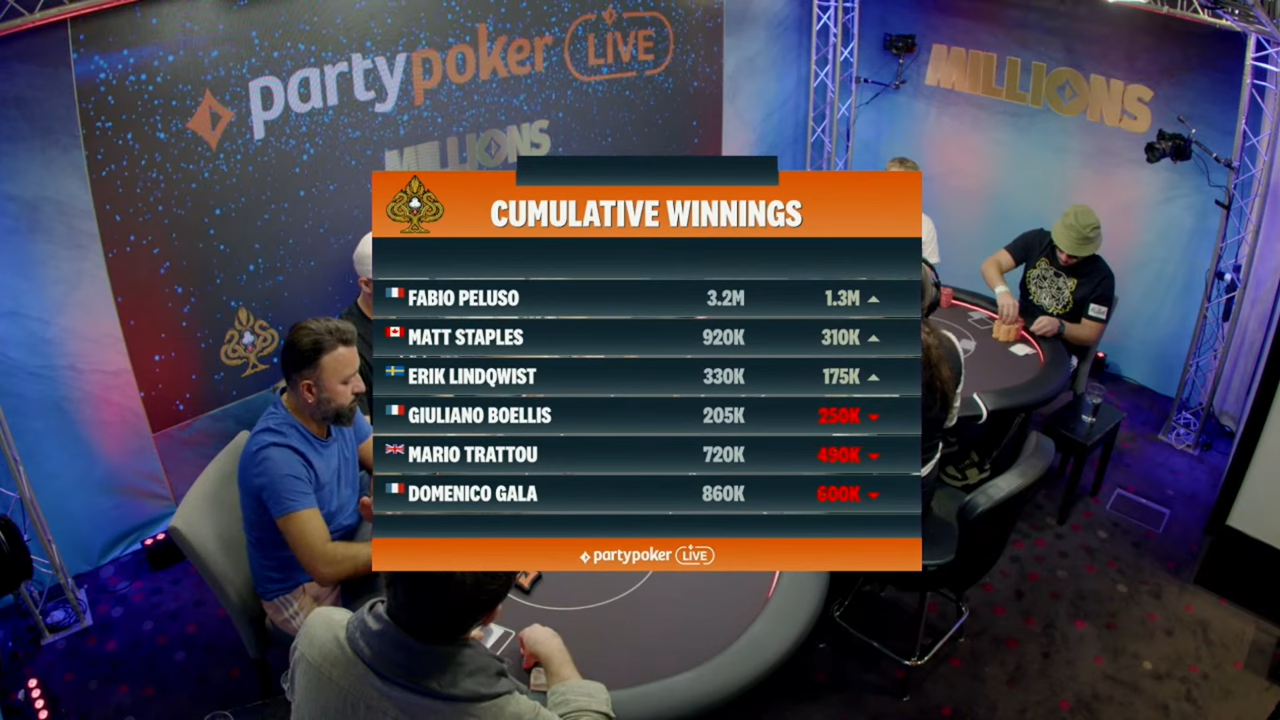 partypoker LIVE
MILLIONS
MILLIONS
CUMULATIVE WINNINGS
FABIO PELUSO 3.2M 1.3M
MATT STAPLES 920K 310K
ERIK LINDQWIST 330K 175K
GIULIANO BOELLIS 205K 250K
MARIO TRATTOU 720K 490K
DOMENICO GALA 860K 600K
partypoker LIVE